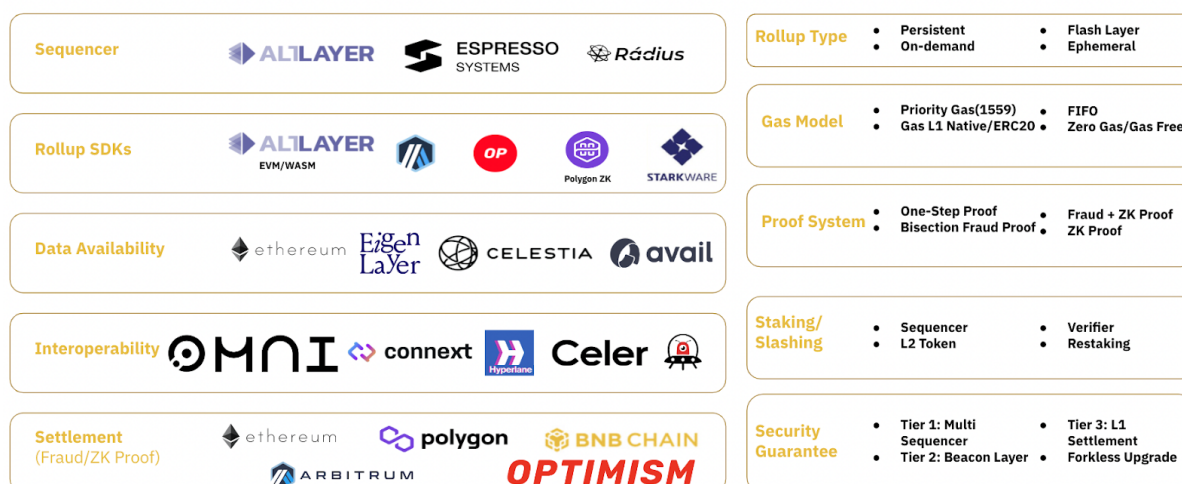 Sequencer
ALTLAYER
ESPRESSO
SYSTEMS
Rádius
Rollup SDKs
ALTLAYER
EVM/WASM
OP
Polygon ZK
STARKWARE
Data Availability
ethereum
EigenLayer
CELESTIA
avail
Interoperability
OMNI
connext
Hyperlane
Celer
Settlement
(Fraud/ZK Proof)
ethereum
polygon
BNB CHAIN
ARBITRUM
OPTIMISM
Rollup Type
Persistent
On-demand
Flash Layer
Ephemeral
Gas Model
Priority Gas(1559)
Gas L1 Native/ERC20
FIFO
Zero Gas/Gas Free
Proof System
One-Step Proof
Bisection Fraud Proof
Fraud + ZK Proof
ZK Proof
Staking/
Slashing
Sequencer
L2 Token
Verifier
Restaking
Security
Guarantee
Tier 1: Multi
Sequencer
Tier 2: Beacon Layer
Tier 3: L1
Settlement
Forkless Upgrade